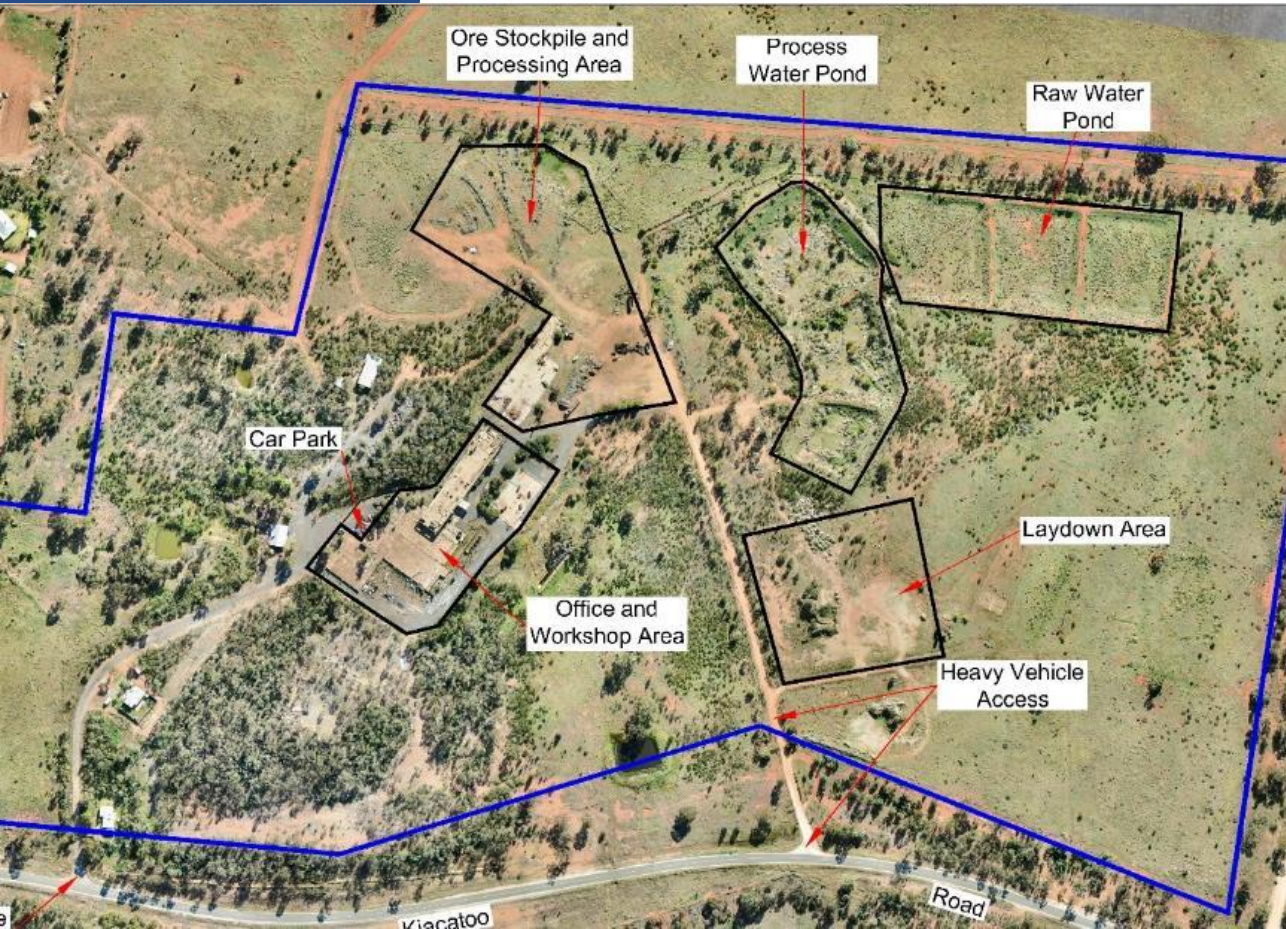 Ore Stockpile and
Processing Area
Process
Water Pond
Raw Water
Pond
Car Park
Laydown Area
Office and
Workshop Area
Heavy Vehicle
Access
Kiacatoo
Road